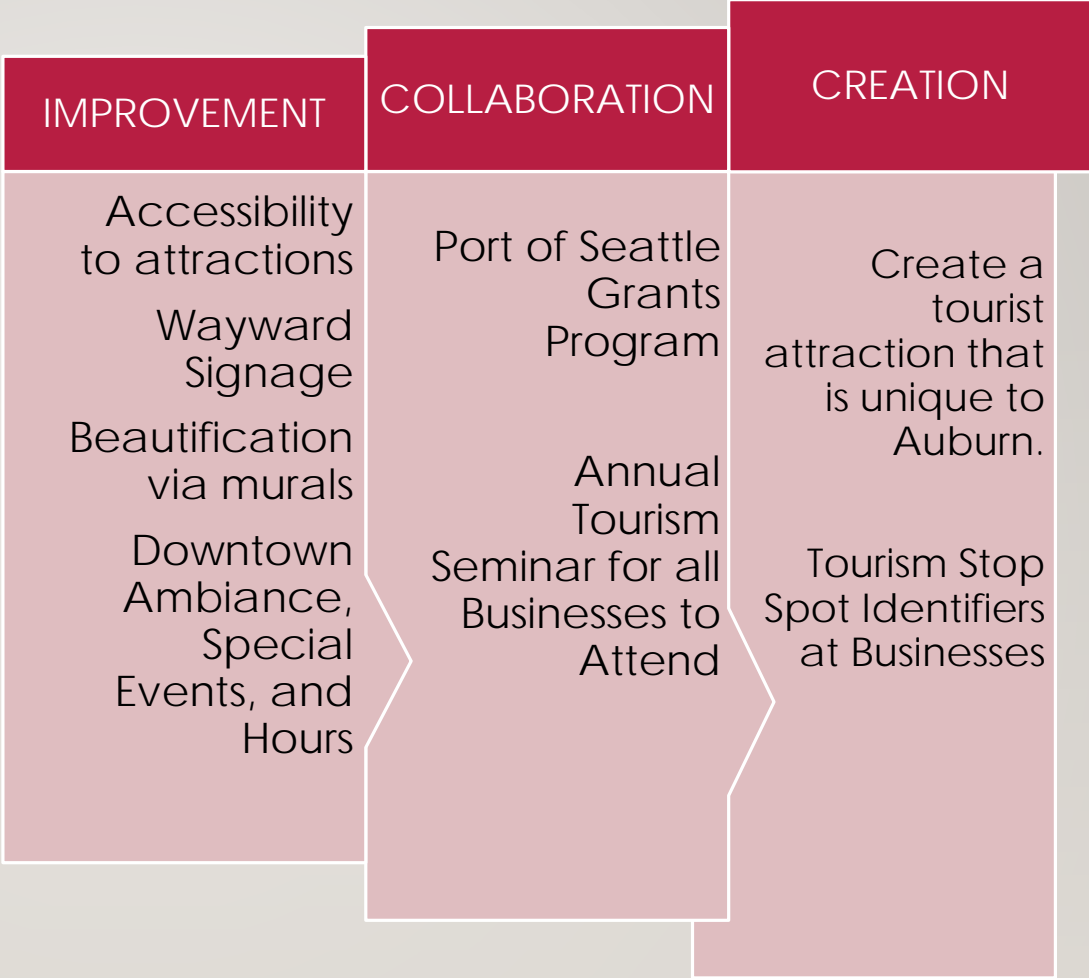 IMPROVEMENT
Accessibility
to attractions
Wayward
Signage
Beautification
via murals
Downtown
Ambiance,
Special
Events, and
Hours
COLLABORATION
Port of Seattle
Grants
Program
Annual
Tourism
Seminar for all
Businesses to
Attend
CREATION
Create a
tourist
attraction that
is unique to
Auburn.
Tourism Stop
Spot Identifiers
at Businesses